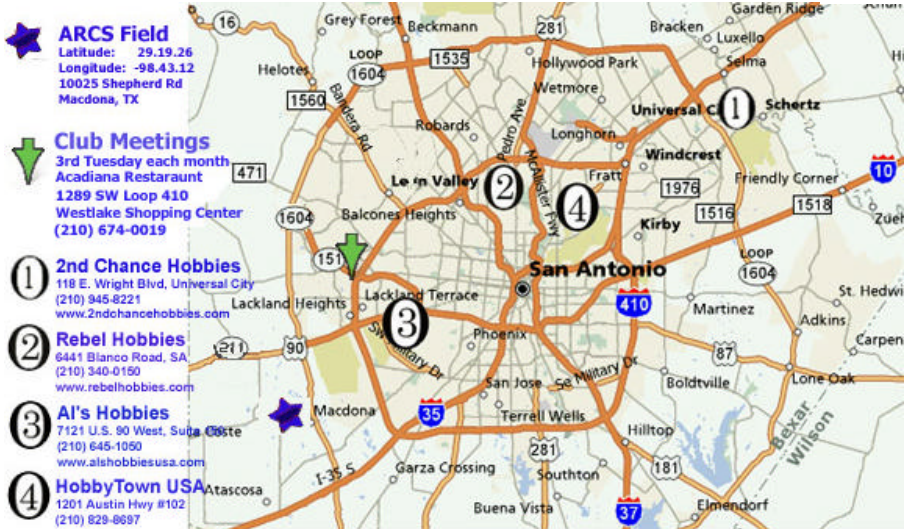 ARCS Field
Latitude: 29.19.26
Longitude: -98.43.12
10025 Shepherd Rd
Macdona, TX
Club Meetings
3rd Tuesday each month
Acadiana Restaraunt
1289 SW Loop 410
Westlake Shopping Center
(210) 674-0019
1
2nd Chance Hobbies
118 E. Wright Blvd, Universal City
(210) 945-8221
www.2ndchancehobbies.com
2
Rebel Hobbies
6441 Blanco Road, SA
(210) 340-0150
www.rebelhobbies.com
3
Al's Hobbies
7121 U.S. 90 West, Suite
(210) 645-1050
www.alshobbiesusa.com
4
HobbyTown USA
1201 Austin Hwy #102
(210) 829-8697
16
Grey Forest
Beckmann
281
Garden Ridge
Bracken
Luxello
LOOP
1604
1535
Hollywood Park
Selma
Helotes
1560
Wetmore
Universal
1
Schertz
Bandera Rd
Robards
Pedro Ave
Longhorn
McAllister Fwy
Windcrest
10
471
Valley
2
4
Fratt
1976
Friendly Corner
1604
Balcones Heights
1516
1518
Kirby
151
LOOP
1604
San Antonio
Lackland Heights
Lackland Terrace
3
410
Martinez
St. Hedwig
Adkins
211
90
SW Military Dr
Phoenix
87
Carpen
Se Military Dr
Boldtville
Lone Oak
San Jose
Macdona
35
Terrell Wells
Coste
Bexar
Wilson
I-35 S
Garza Crossing
281
Hilltop
181
Southton
Atascosa
Buena Vista
37
Elmendorf